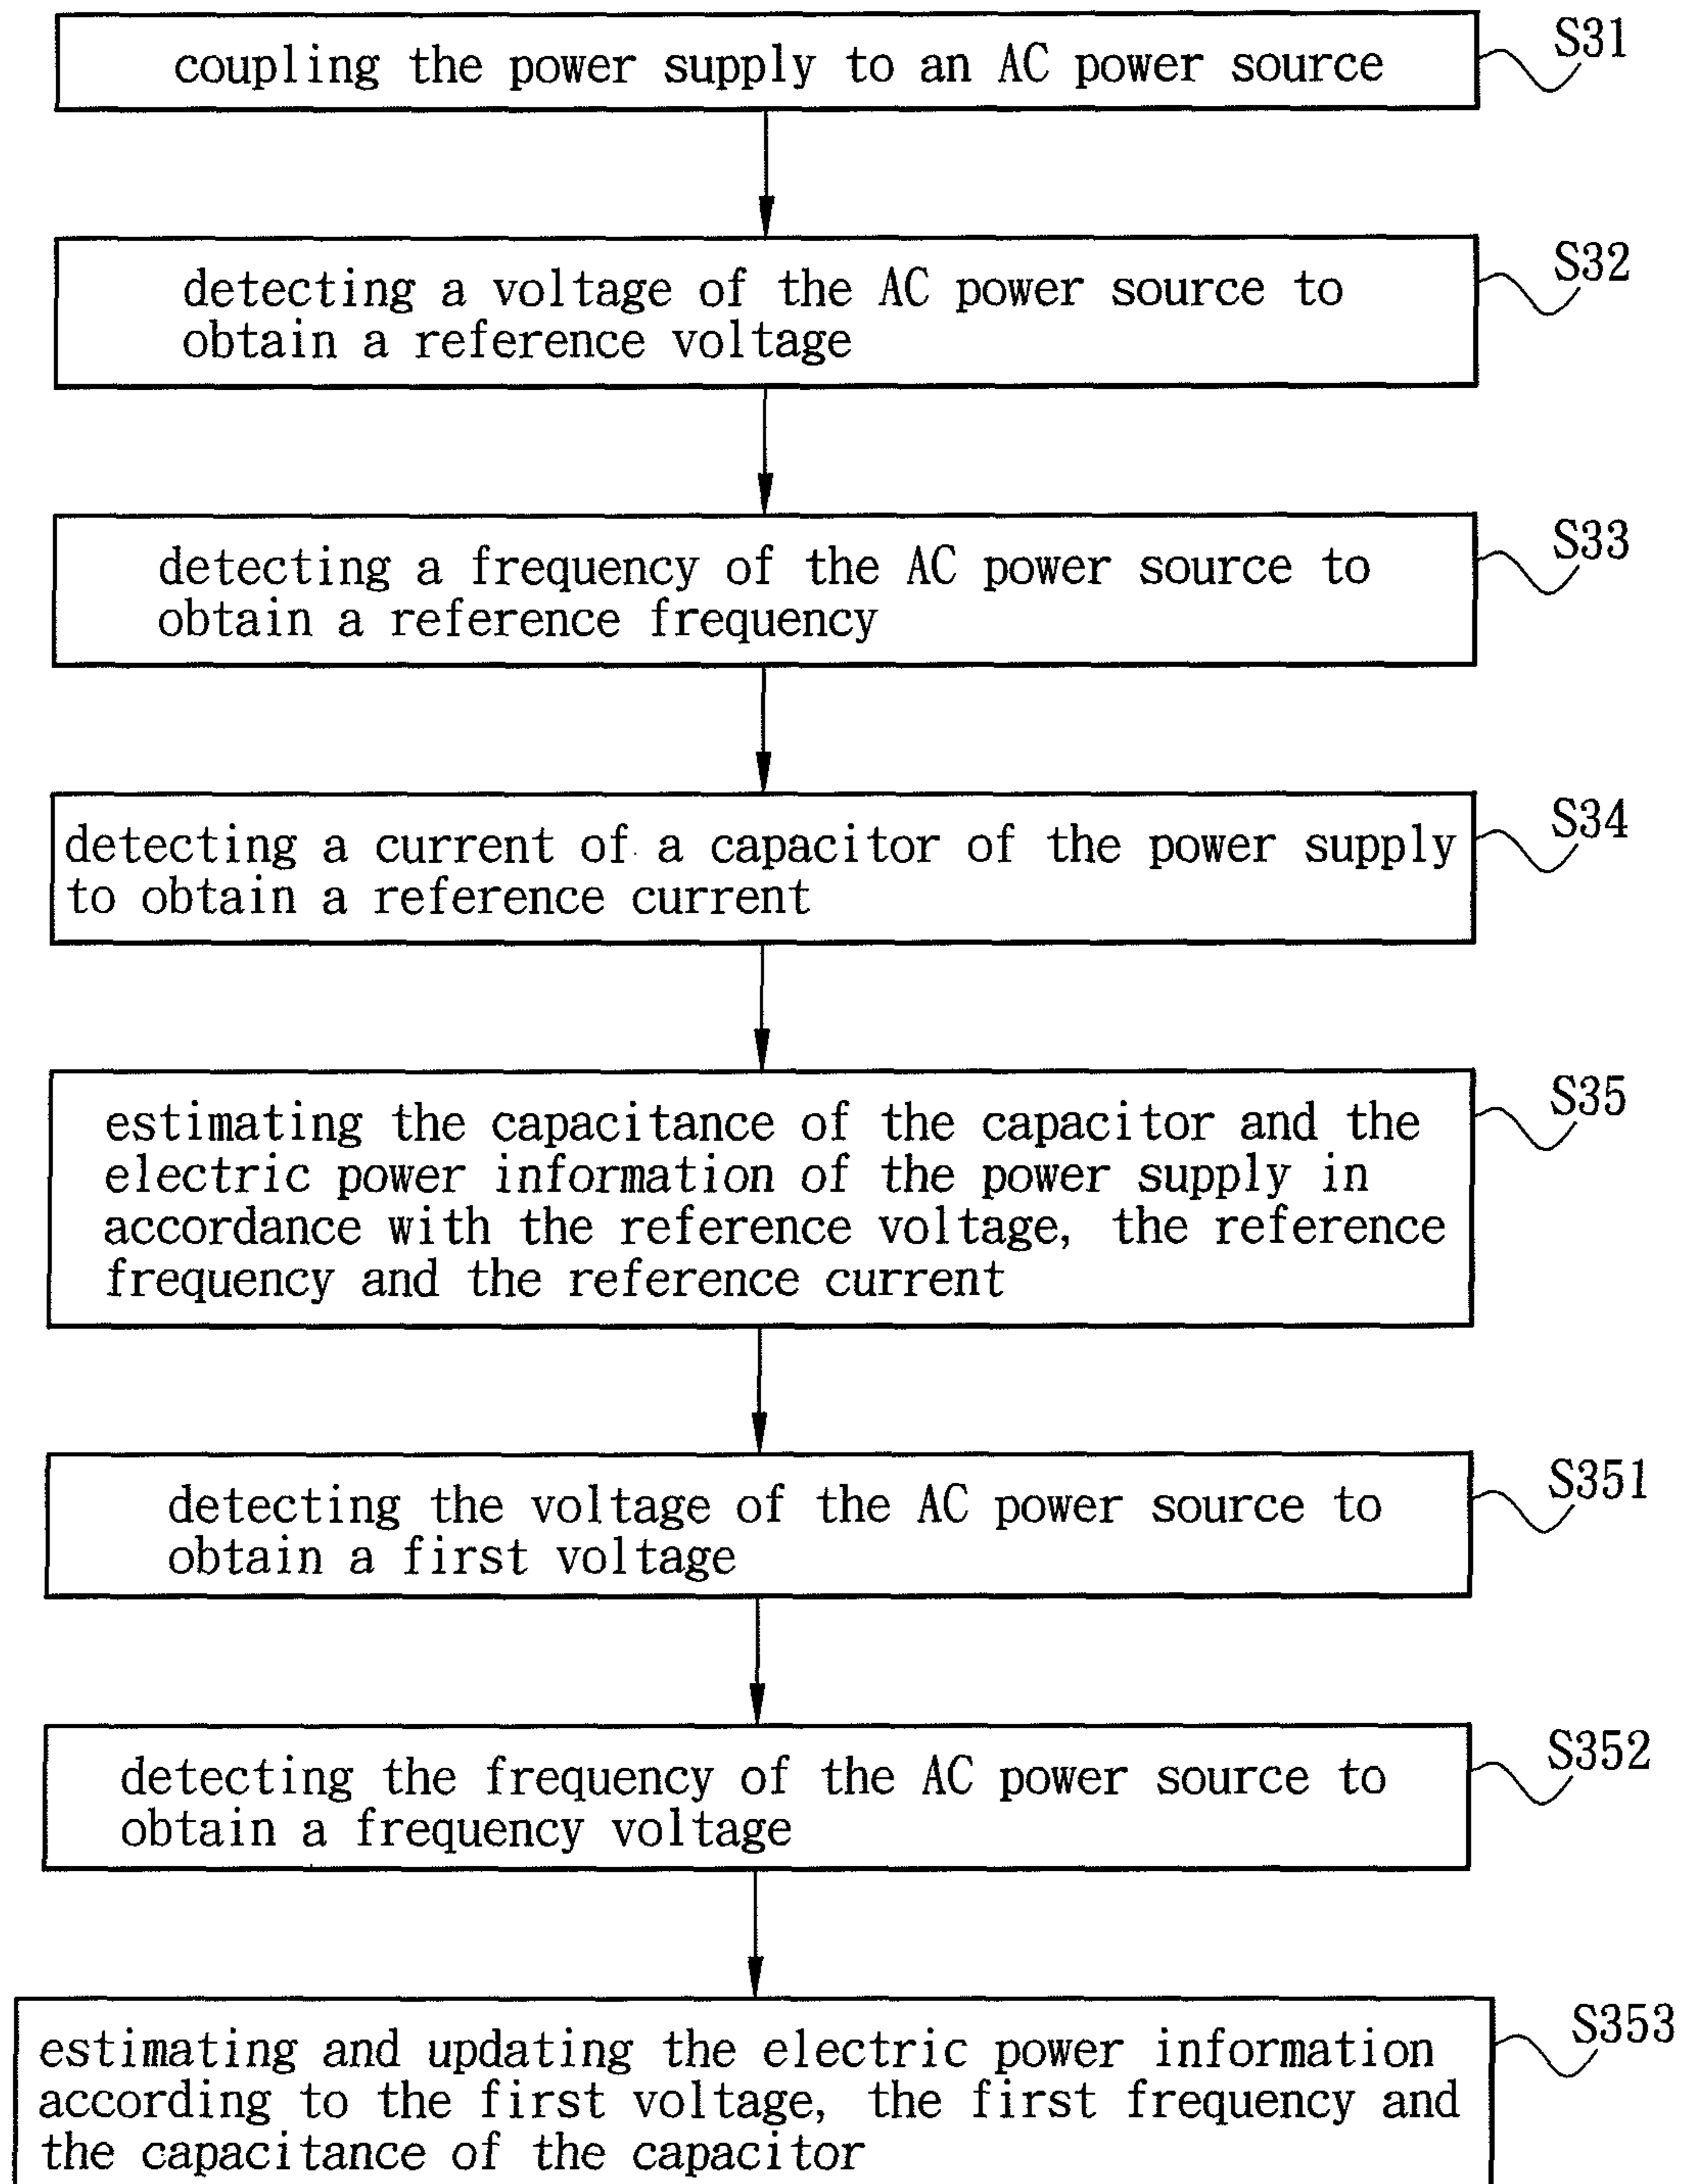 coupling the power supply to an AC power source
S31
detecting a voltage of the AC power source to
obtain a reference voltage
S32
detecting a frequency of the AC power source to
obtain a reference frequency
S33
detecting a current of a capacitor of the power supply
to obtain a reference current
S34
estimating the capacitance of the capacitor and the
electric power information of the power supply in
accordance with the reference voltage, the reference
frequency and the reference current
S35
detecting the voltage of the AC power source to
obtain a first voltage
S351
detecting the frequency of the AC power source to
obtain a frequency voltage
S352
estimating and updating the electric power information
according to the first voltage, the first frequency and
the capacitance of the capacitor
S353